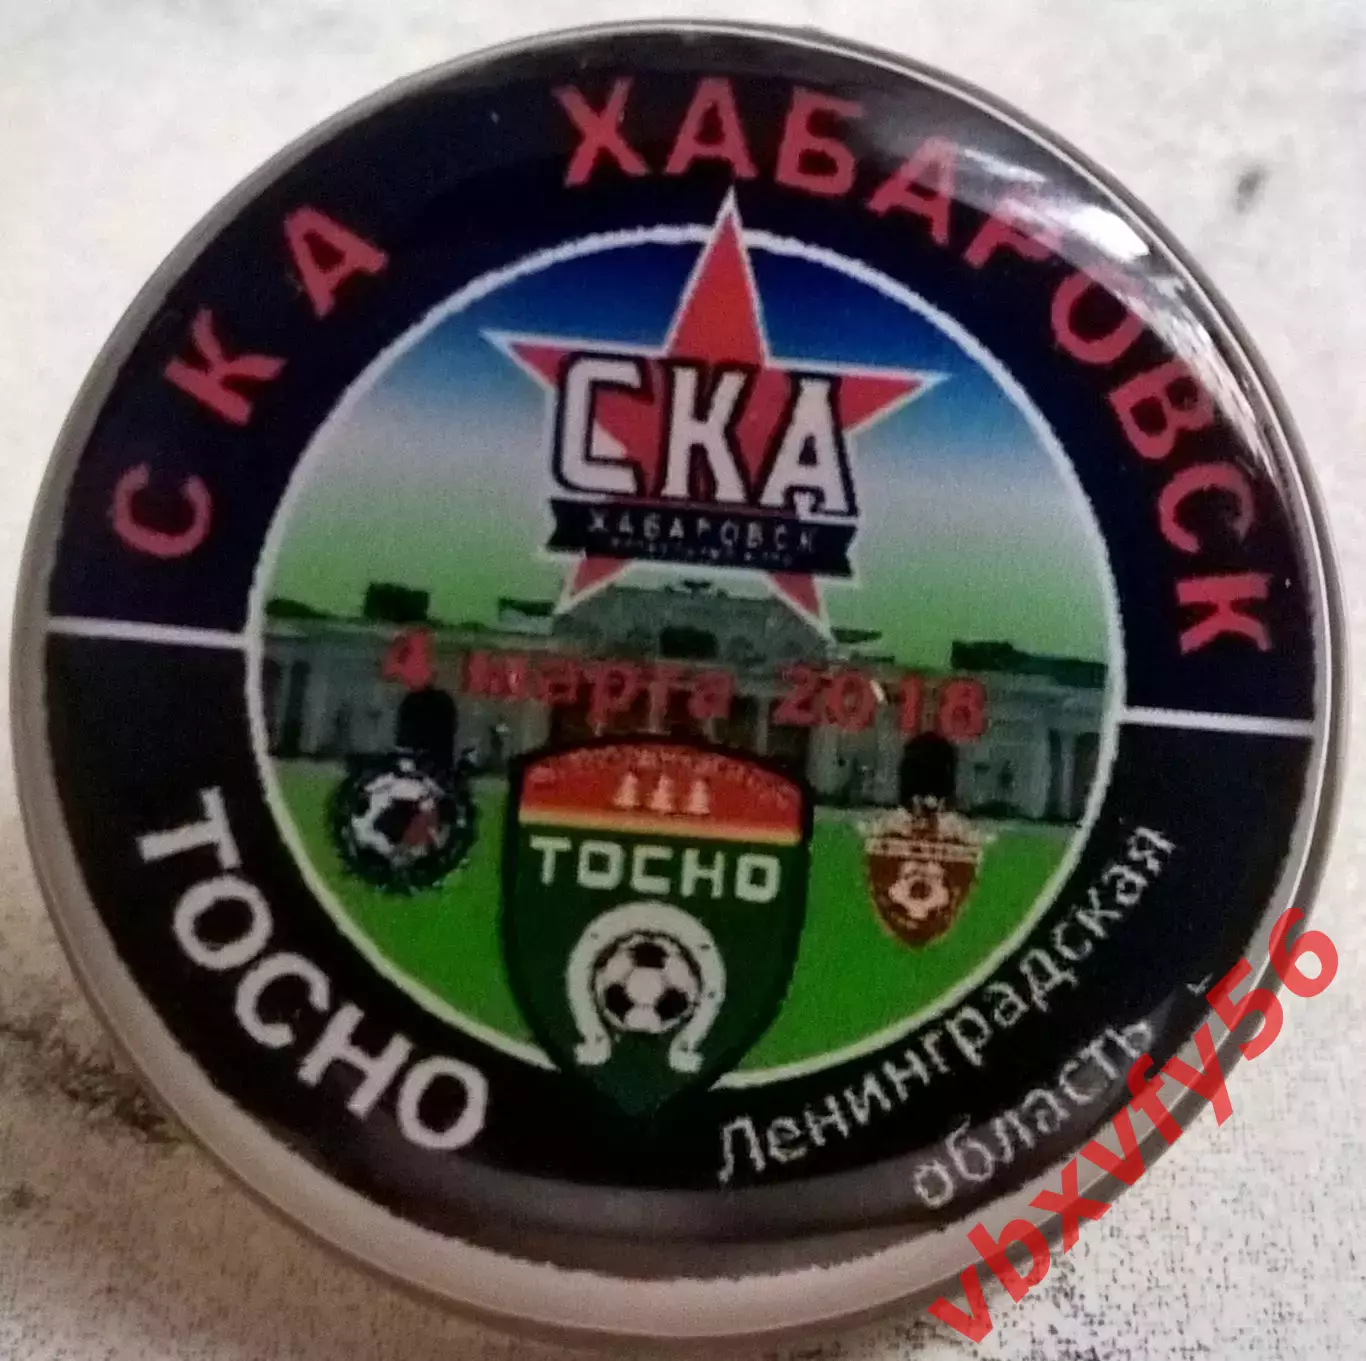 СКА ХАБАРОВСК
СКА
ХАБАРОВСК
4 марта 2018
ТОСНО
ТОСНО
Ленинградская
область
vbxvfy56